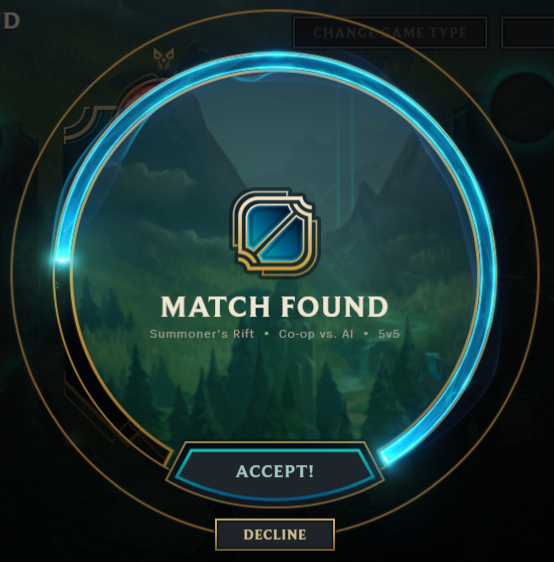 D
CHANGE GAME TYPE
MATCH FOUND
Summoner's Rift • Co-op vs. AI • 5v5
ACCEPT!
DECLINE